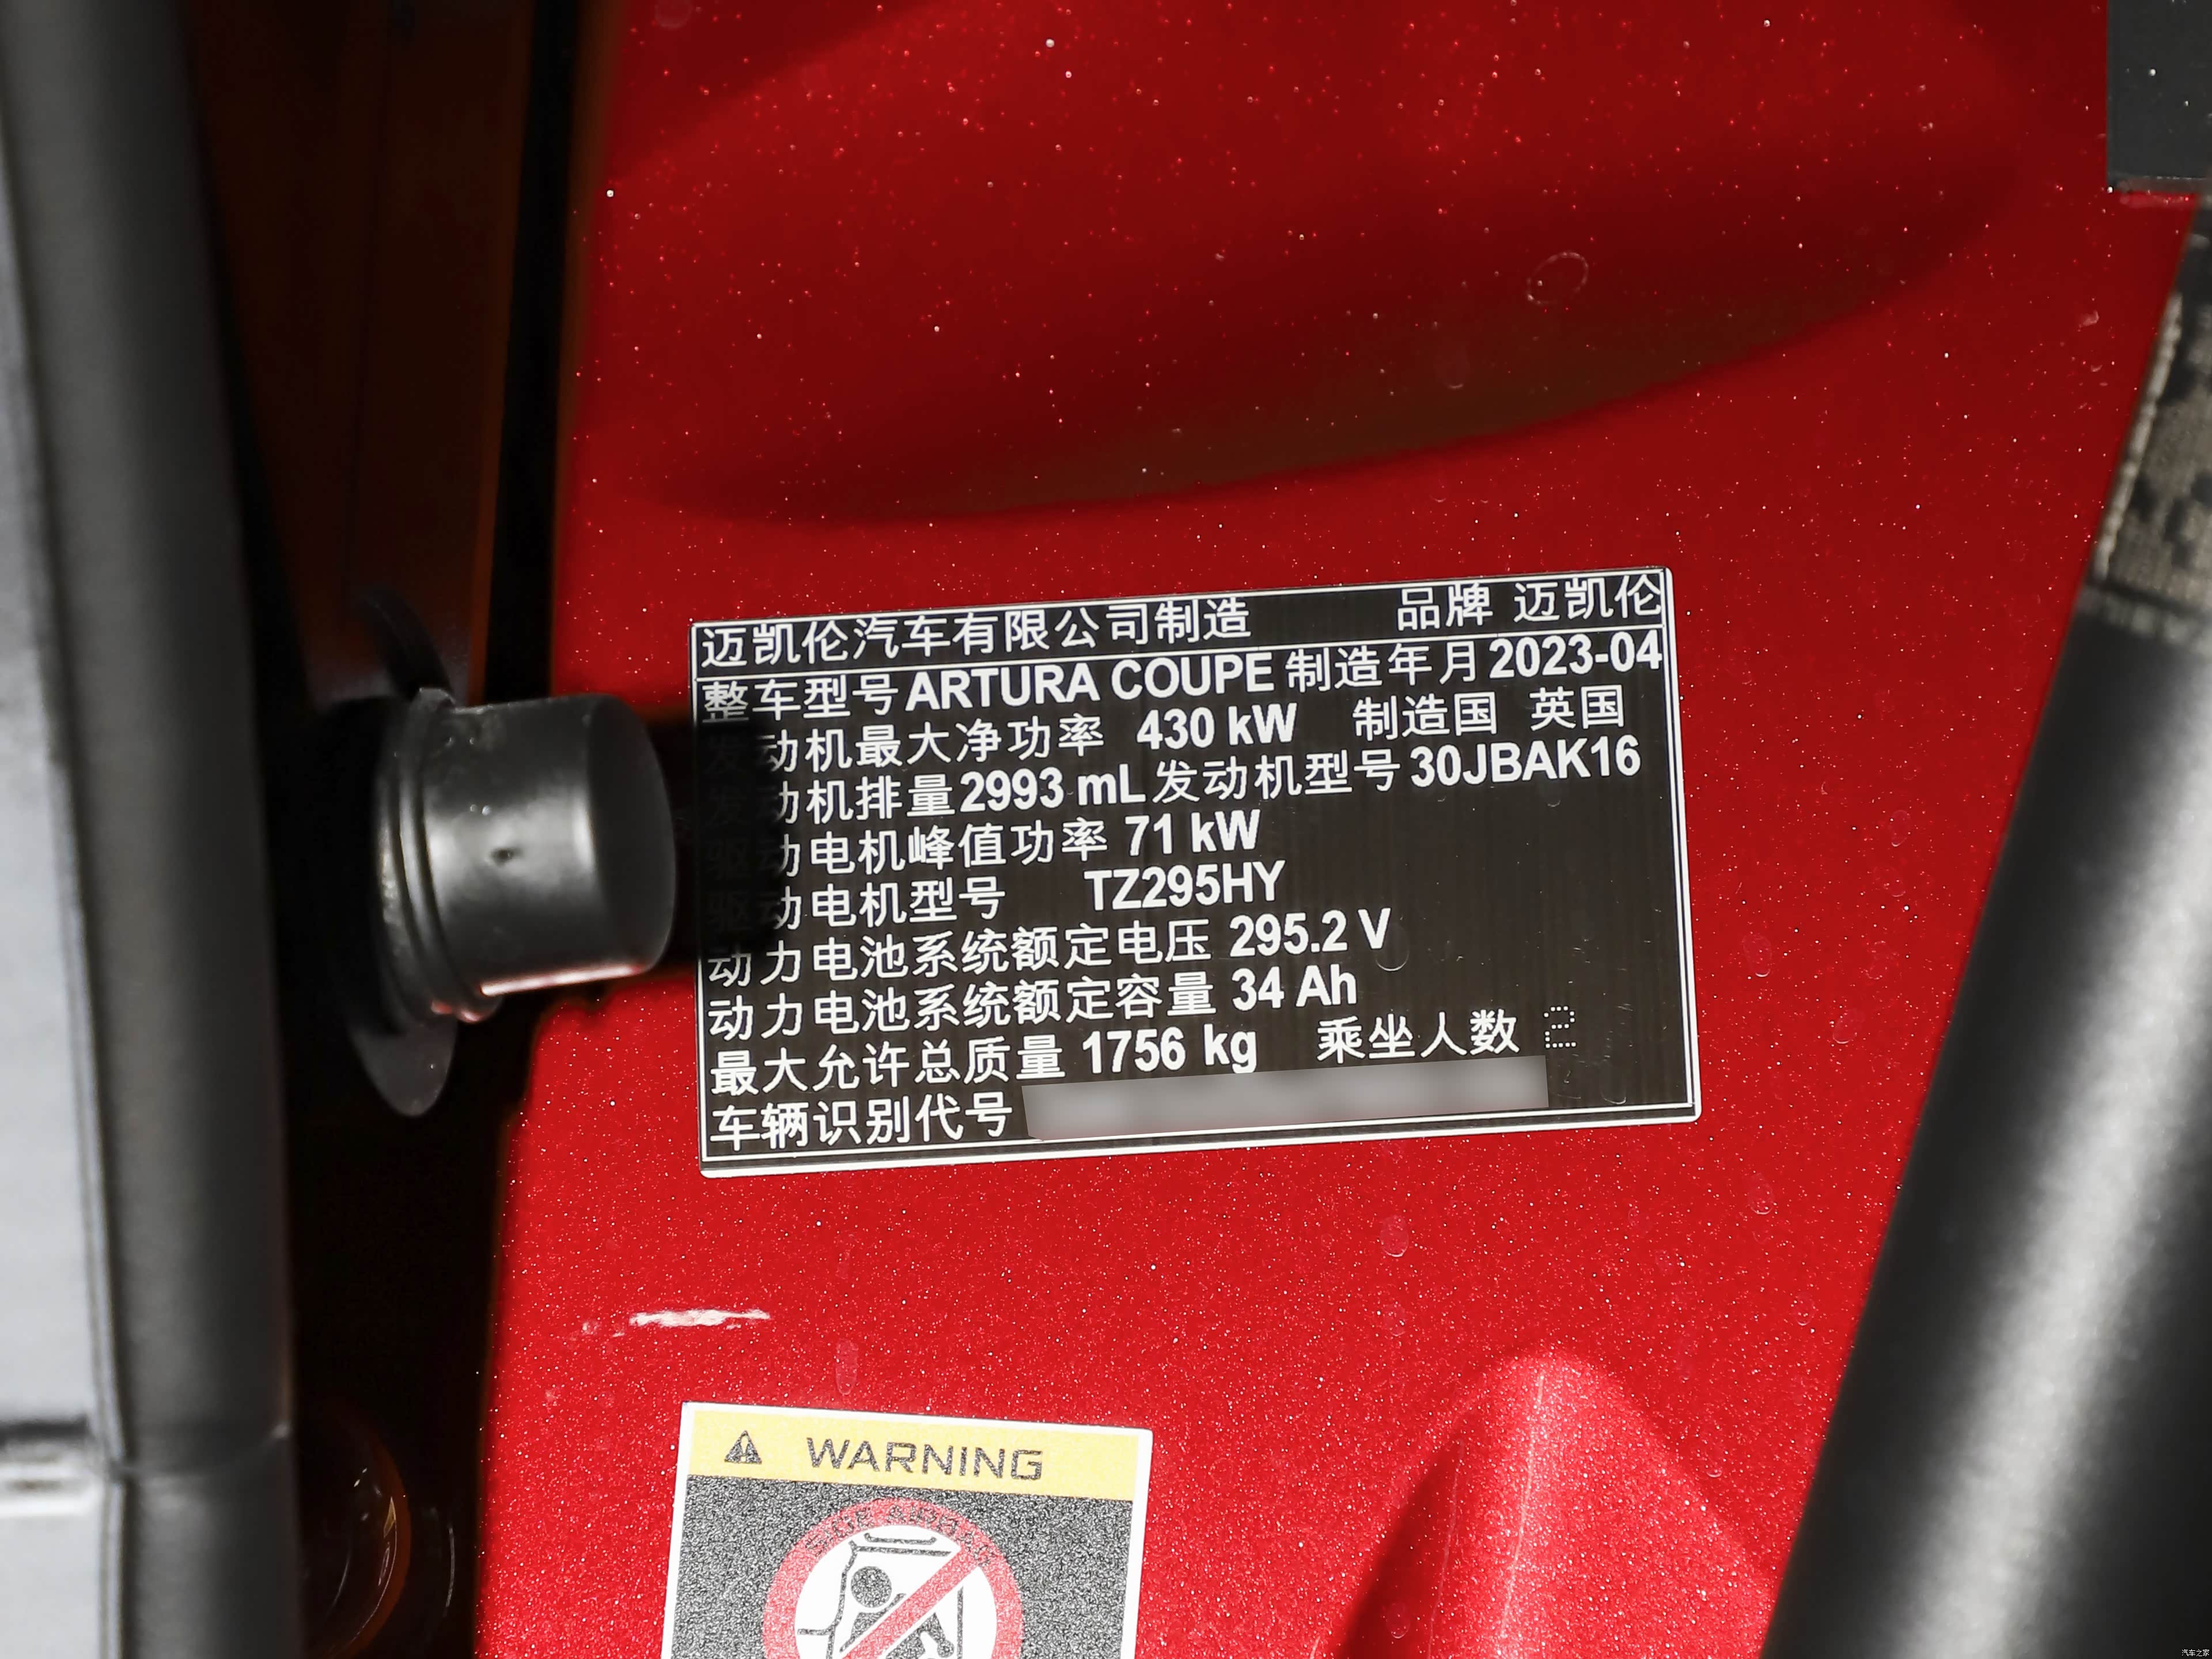 迈凯伦汽车有限公司制造 品牌 迈凯伦
整车型号 ARTURA COUPE 制造年月 2023-04
发动机最大净功率 430 kW 制造国 英国
发动机排量 2993 mL 发动机型号 30JBAK16
驱动电机峰值功率 71 kW
驱动电机型号 TZ295HY
动力电池系统额定电压 295.2 V
动力电池系统额定容量 34 Ah
最大允许总质量 1756 kg 乘坐人数 2
车辆识别代号
WARNING
汽车之家